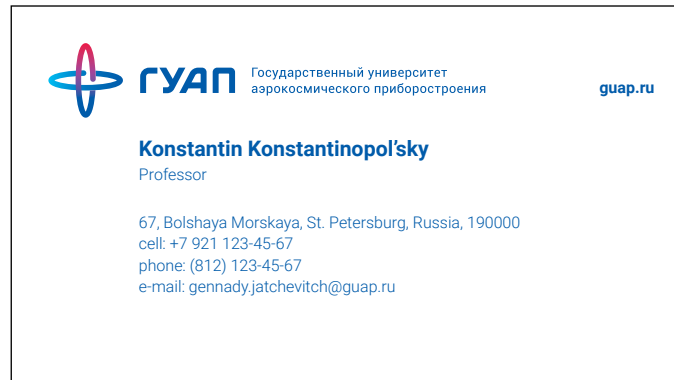 ГУАП
Государственный университет
аэрокосмического приборостроения
guap.ru
Konstantin Konstantinopol’sky
Professor
67, Bolshaya Morskaya, St. Petersburg, Russia, 190000
cell: +7 921 123-45-67
phone: (812) 123-45-67
e-mail: gennady.jatchevitch@guap.ru